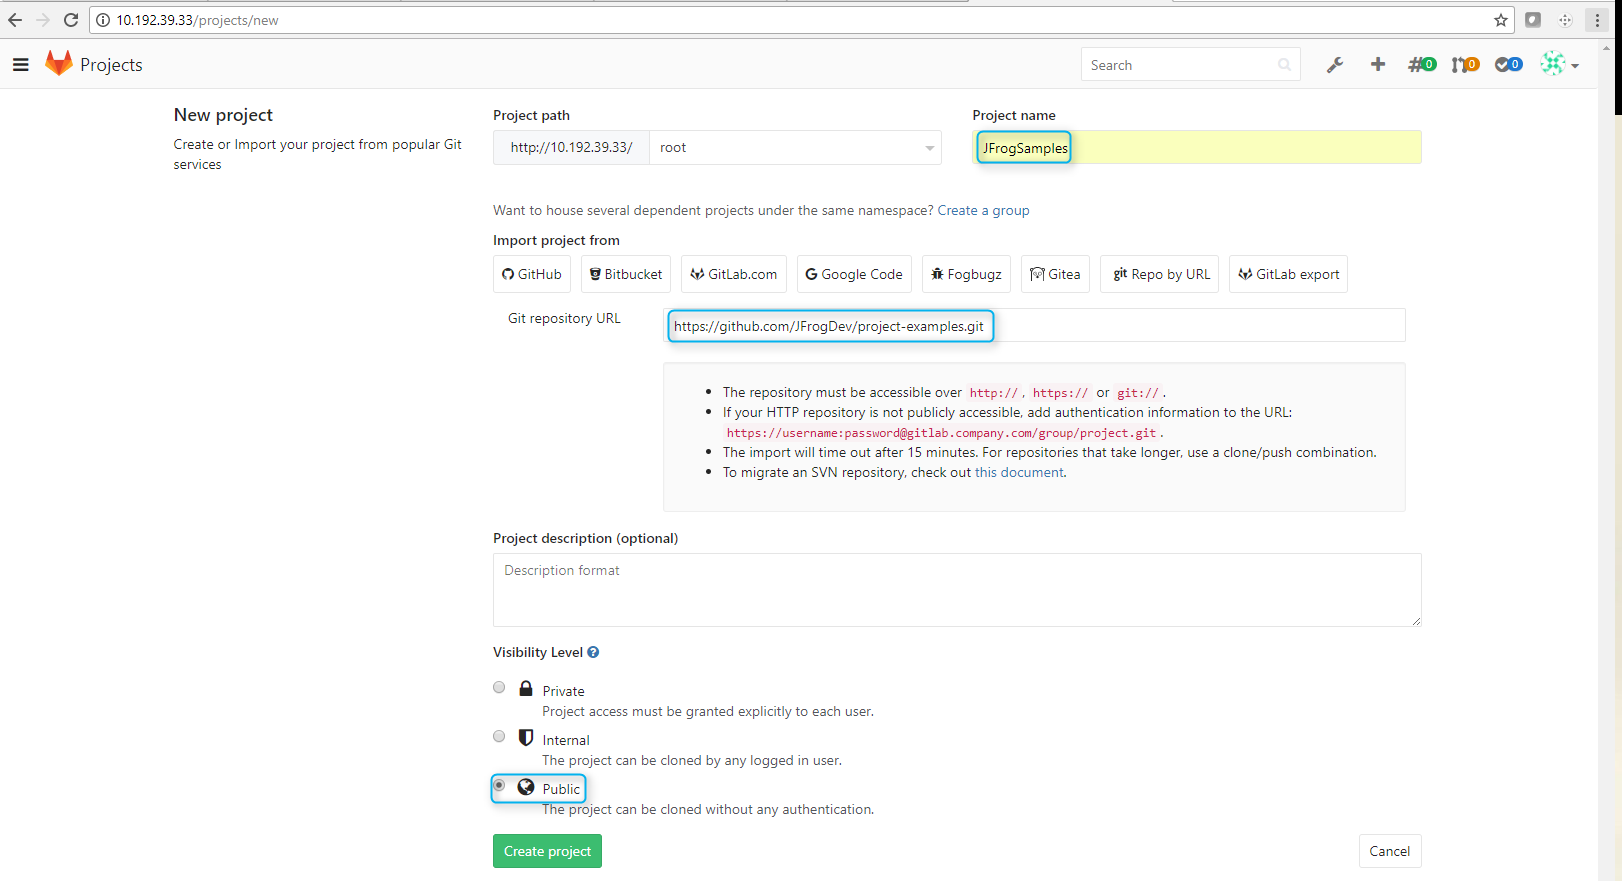 10.192.39.33/projects/new
Projects
Search
0
0
0
New project
Create or Import your project from popular Git
services
Project path
Project name
http://10.192.39.33/
root
JFrogSamples
Want to house several dependent projects under the same namespace? Create a group
Import project from
GitHub
Bitbucket
GitLab.com
Google Code
Fogbugz
Gitea
git Repo by URL
GitLab export
Git repository URL
https://github.com/JFrogDev/project-examples.git
• The repository must be accessible over http://, https:// or git://.
• If your HTTP repository is not publicly accessible, add authentication information to the URL:
https://username:password@gitlab.company.com/group/project.git.
• The import will time out after 15 minutes. For repositories that take longer, use a clone/push combination.
• To migrate an SVN repository, check out this document.
Project description (optional)
Description format
Visibility Level
Private
Project access must be granted explicitly to each user.
Internal
The project can be cloned by any logged in user.
Public
The project can be cloned without any authentication.
Create project
Cancel